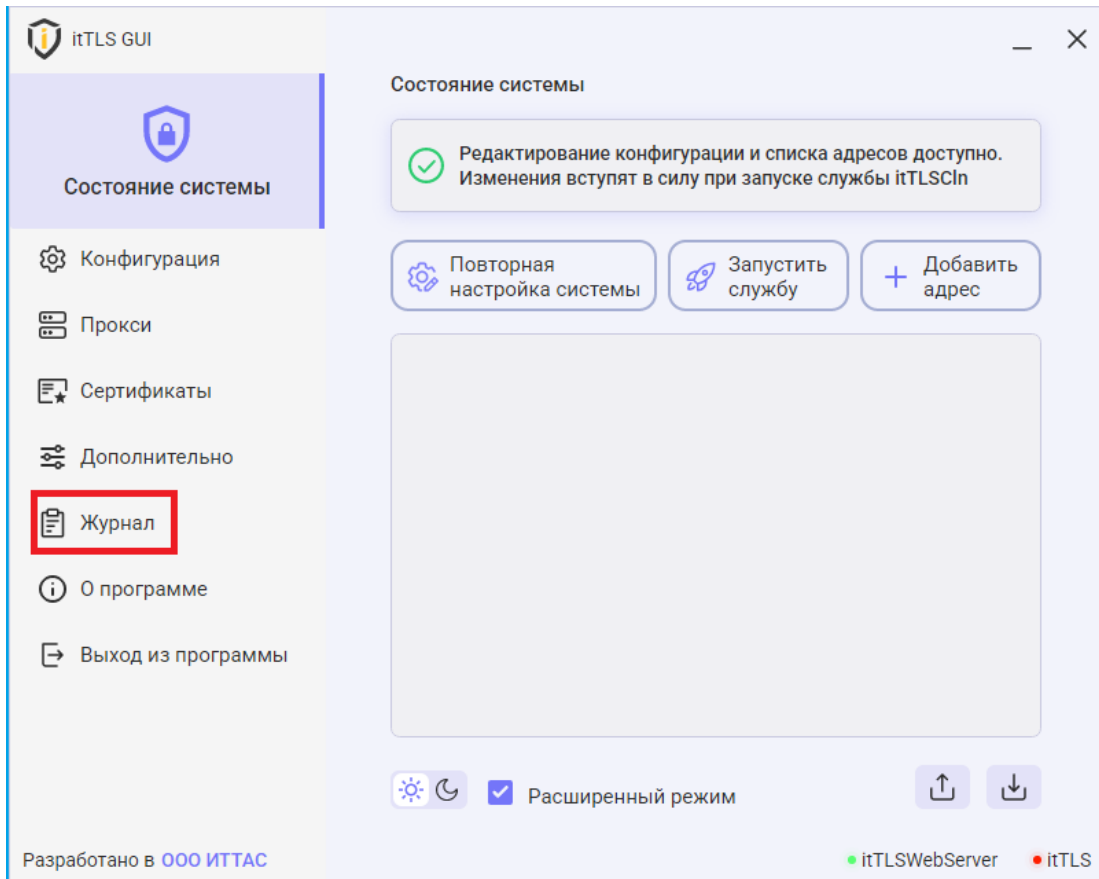 itTLS GUI
Состояние системы
Конфигурация
Прокси
Сертификаты
Дополнительно
Журнал
О программе
Выход из программы
Разработано в ООО ИТТАС
Состояние системы
Редактирование конфигурации и списка адресов доступно.
Изменения вступят в силу при запуске службы itTLSCln
Повторная
настройка системы
Запустить
службу
Добавить
адрес
Расширенный режим
itTLSWebServer
itTLS